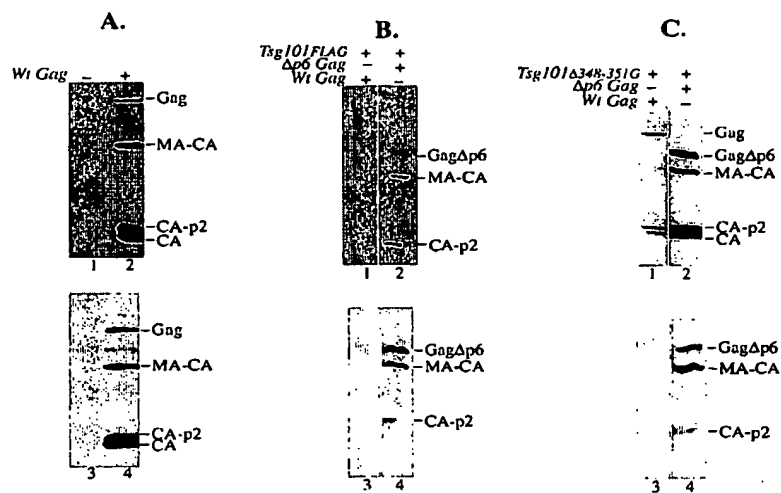 A.
Wt Gag – +
Gag
MA-CA
CA-p2
CA
1 2
Gag
MA-CA
CA-p2
CA
3 4
B.
Tsg101FLAG + +
Δp6 Gag – +
Wt Gag + –
GagΔp6
MA-CA
CA-p2
1 2
GagΔp6
MA-CA
CA-p2
3 4
C.
Tsg101Δ348-351G + +
Δp6 Gag – +
Wt Gag + –
Gag
GagΔp6
MA-CA
CA-p2
CA
1 2
GagΔp6
MA-CA
CA-p2
3 4